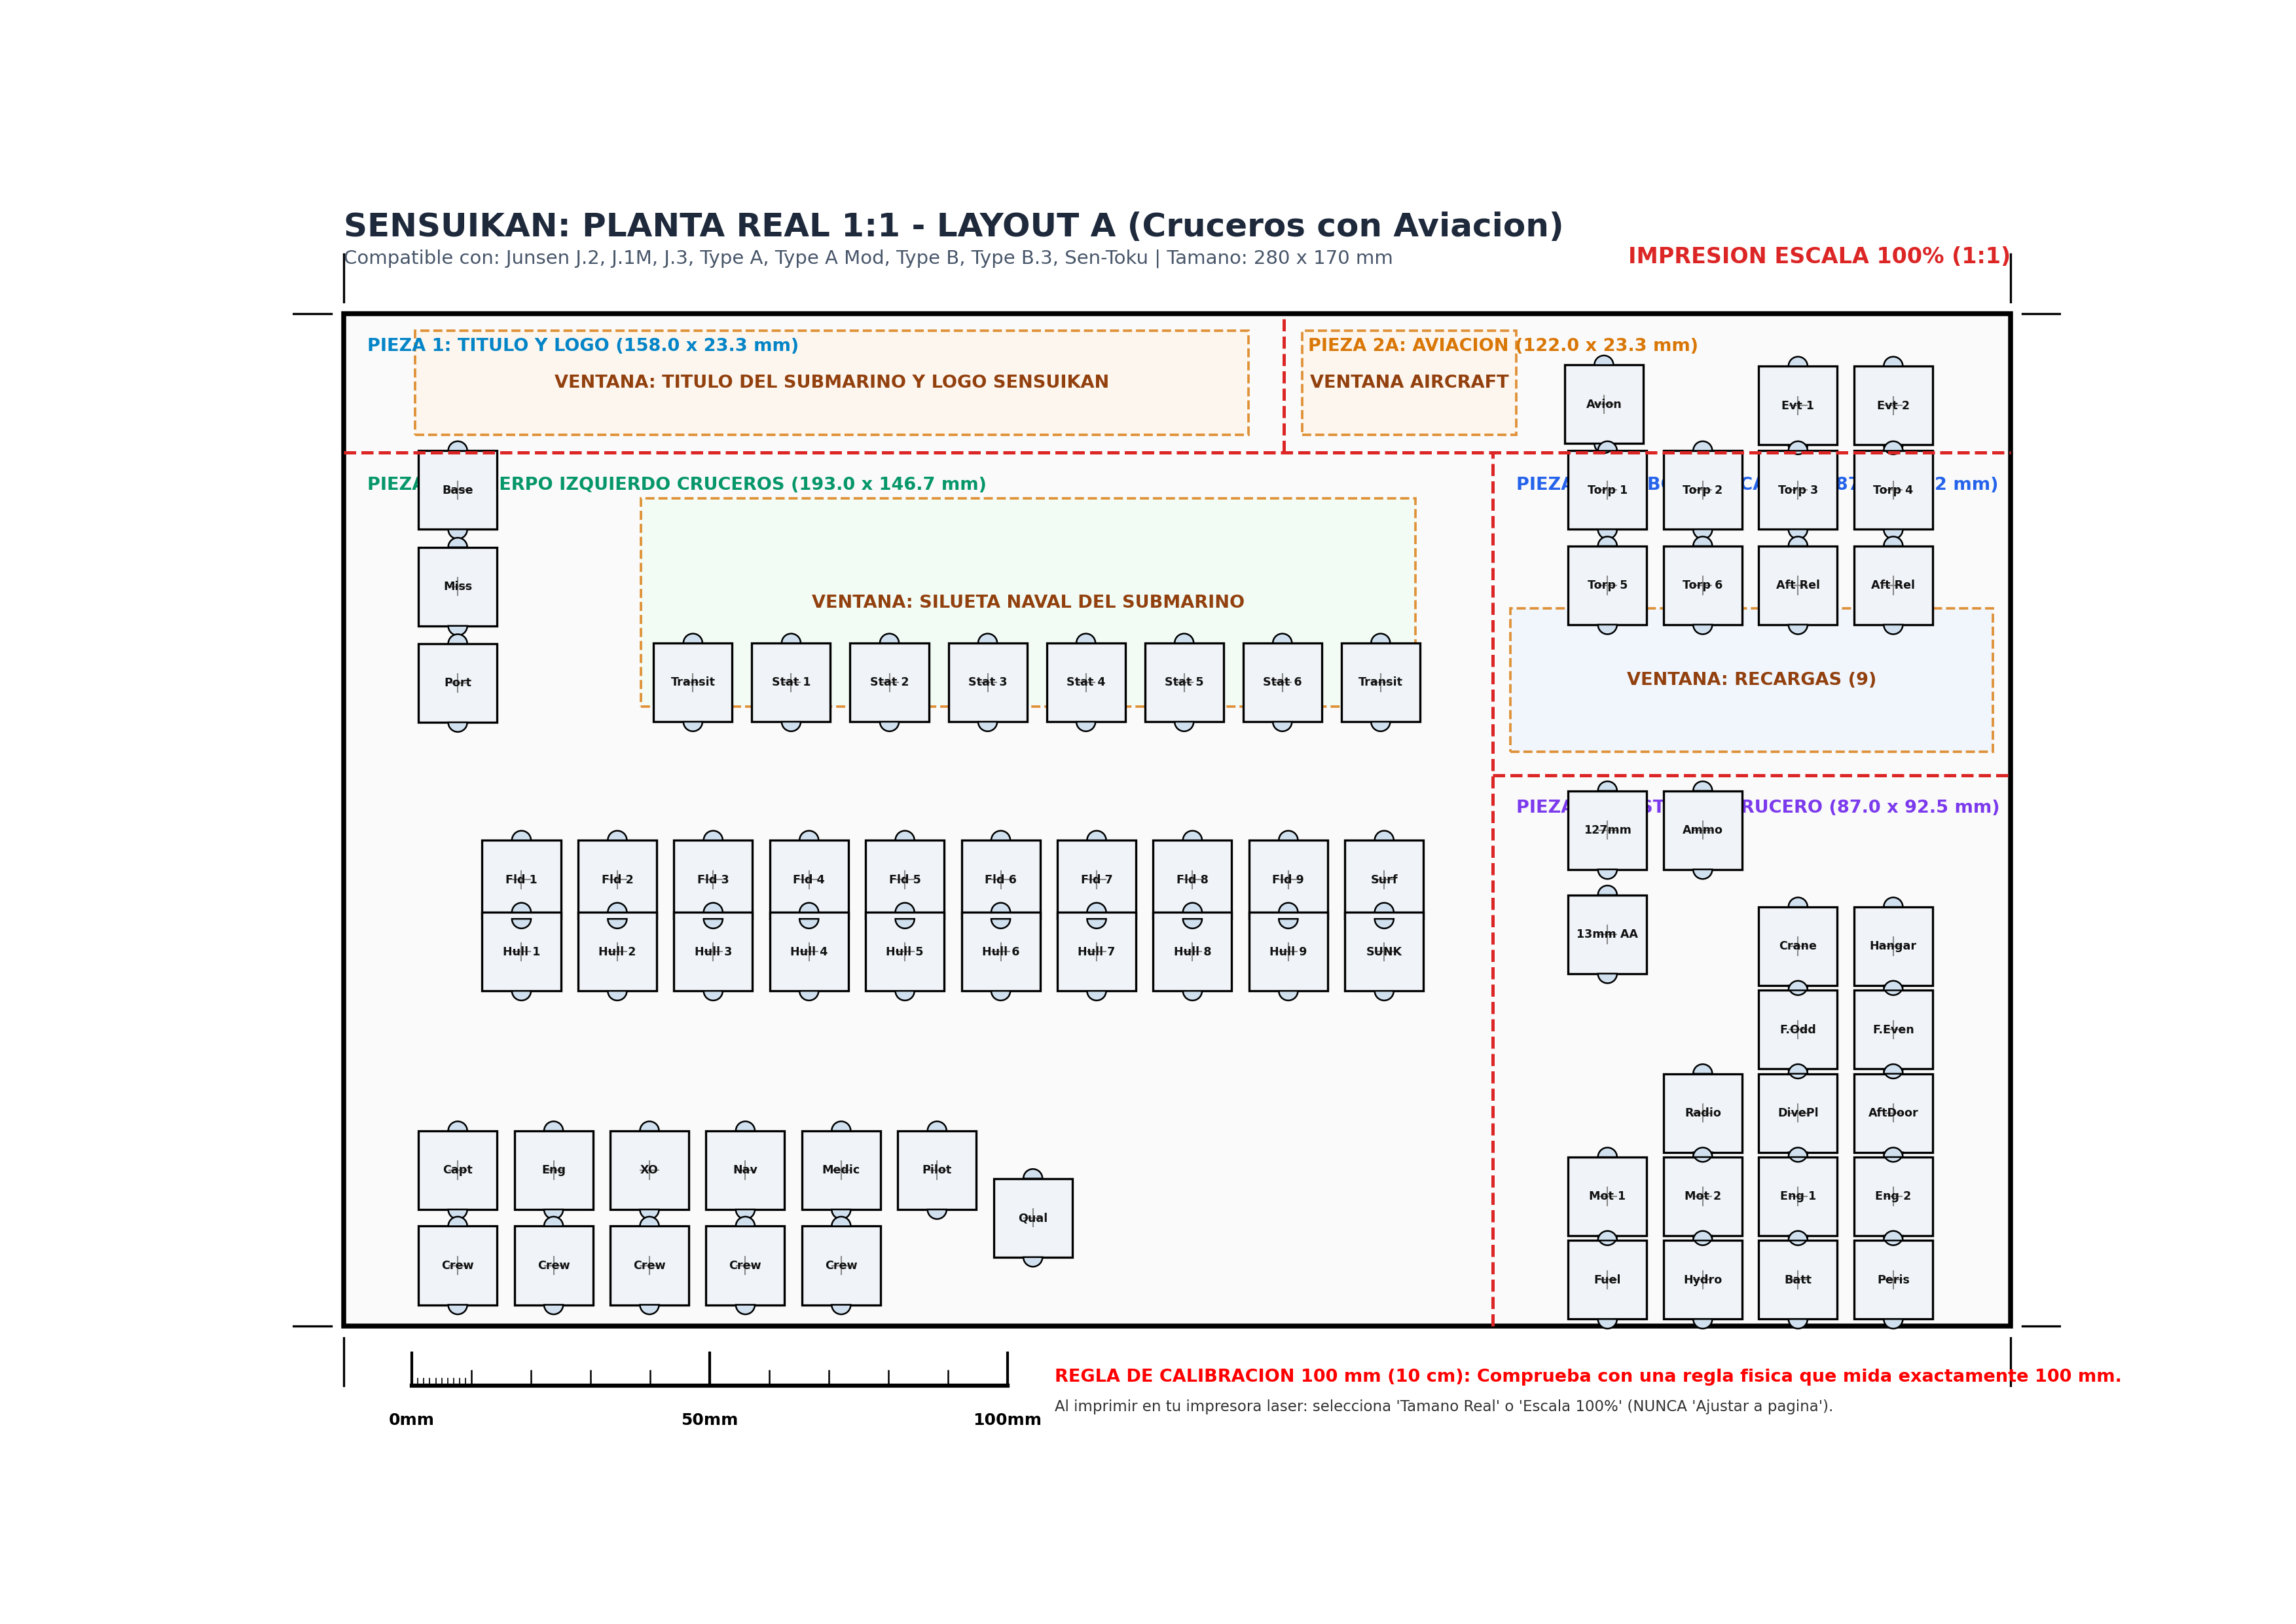 SENSUIKAN: PLANTA REAL 1:1 - LAYOUT A (Cruceros con Aviacion)
Compatible con: Junsen J.2, J.1M, J.3, Type A, Type A Mod, Type B, Type B.3, Sen-Toku | Tamano: 280 x 170 mm
IMPRESION ESCALA 100% (1:1)
PIEZA 1: TITULO Y LOGO (158.0 x 23.3 mm)
VENTANA: TITULO DEL SUBMARINO Y LOGO SENSUIKAN
PIEZA 2A: AVIACION (122.0 x 23.3 mm)
VENTANA AIRCRAFT
Avion
Evt 1
Evt 2
ERPO IZQUIERDO CRUCEROS (193.0 x 146.7 mm)
Base
Miss
Port
VENTANA: SILUETA NAVAL DEL SUBMARINO
Transit
Stat 1
Stat 2
Stat 3
Stat 4
Stat 5
Stat 6
Transit
PIEZA
2 mm)
Torp 1
Torp 2
Torp 3
Torp 4
Torp 5
Torp 6
Aft Rel
Aft Rel
VENTANA: RECARGAS (9)
Fld 1
Fld 2
Fld 3
Fld 4
Fld 5
Fld 6
Fld 7
Fld 8
Fld 9
Surf
Hull 1
Hull 2
Hull 3
Hull 4
Hull 5
Hull 6
Hull 7
Hull 8
Hull 9
SUNK
PIEZA
RUCERO (87.0 x 92.5 mm)
127mm
Ammo
13mm AA
Crane
Hangar
F.Odd
F.Even
Radio
DivePl
AftDoor
Mot 1
Mot 2
Eng 1
Eng 2
Fuel
Hydro
Batt
Peris
Capt
Eng
XO
Nav
Medic
Pilot
Qual
Crew
Crew
Crew
Crew
Crew
0mm
50mm
100mm
REGLA DE CALIBRACION 100 mm (10 cm): Comprueba con una regla fisica que mida exactamente 100 mm.
Al imprimir en tu impresora laser: selecciona 'Tamano Real' o 'Escala 100%' (NUNCA 'Ajustar a pagina').